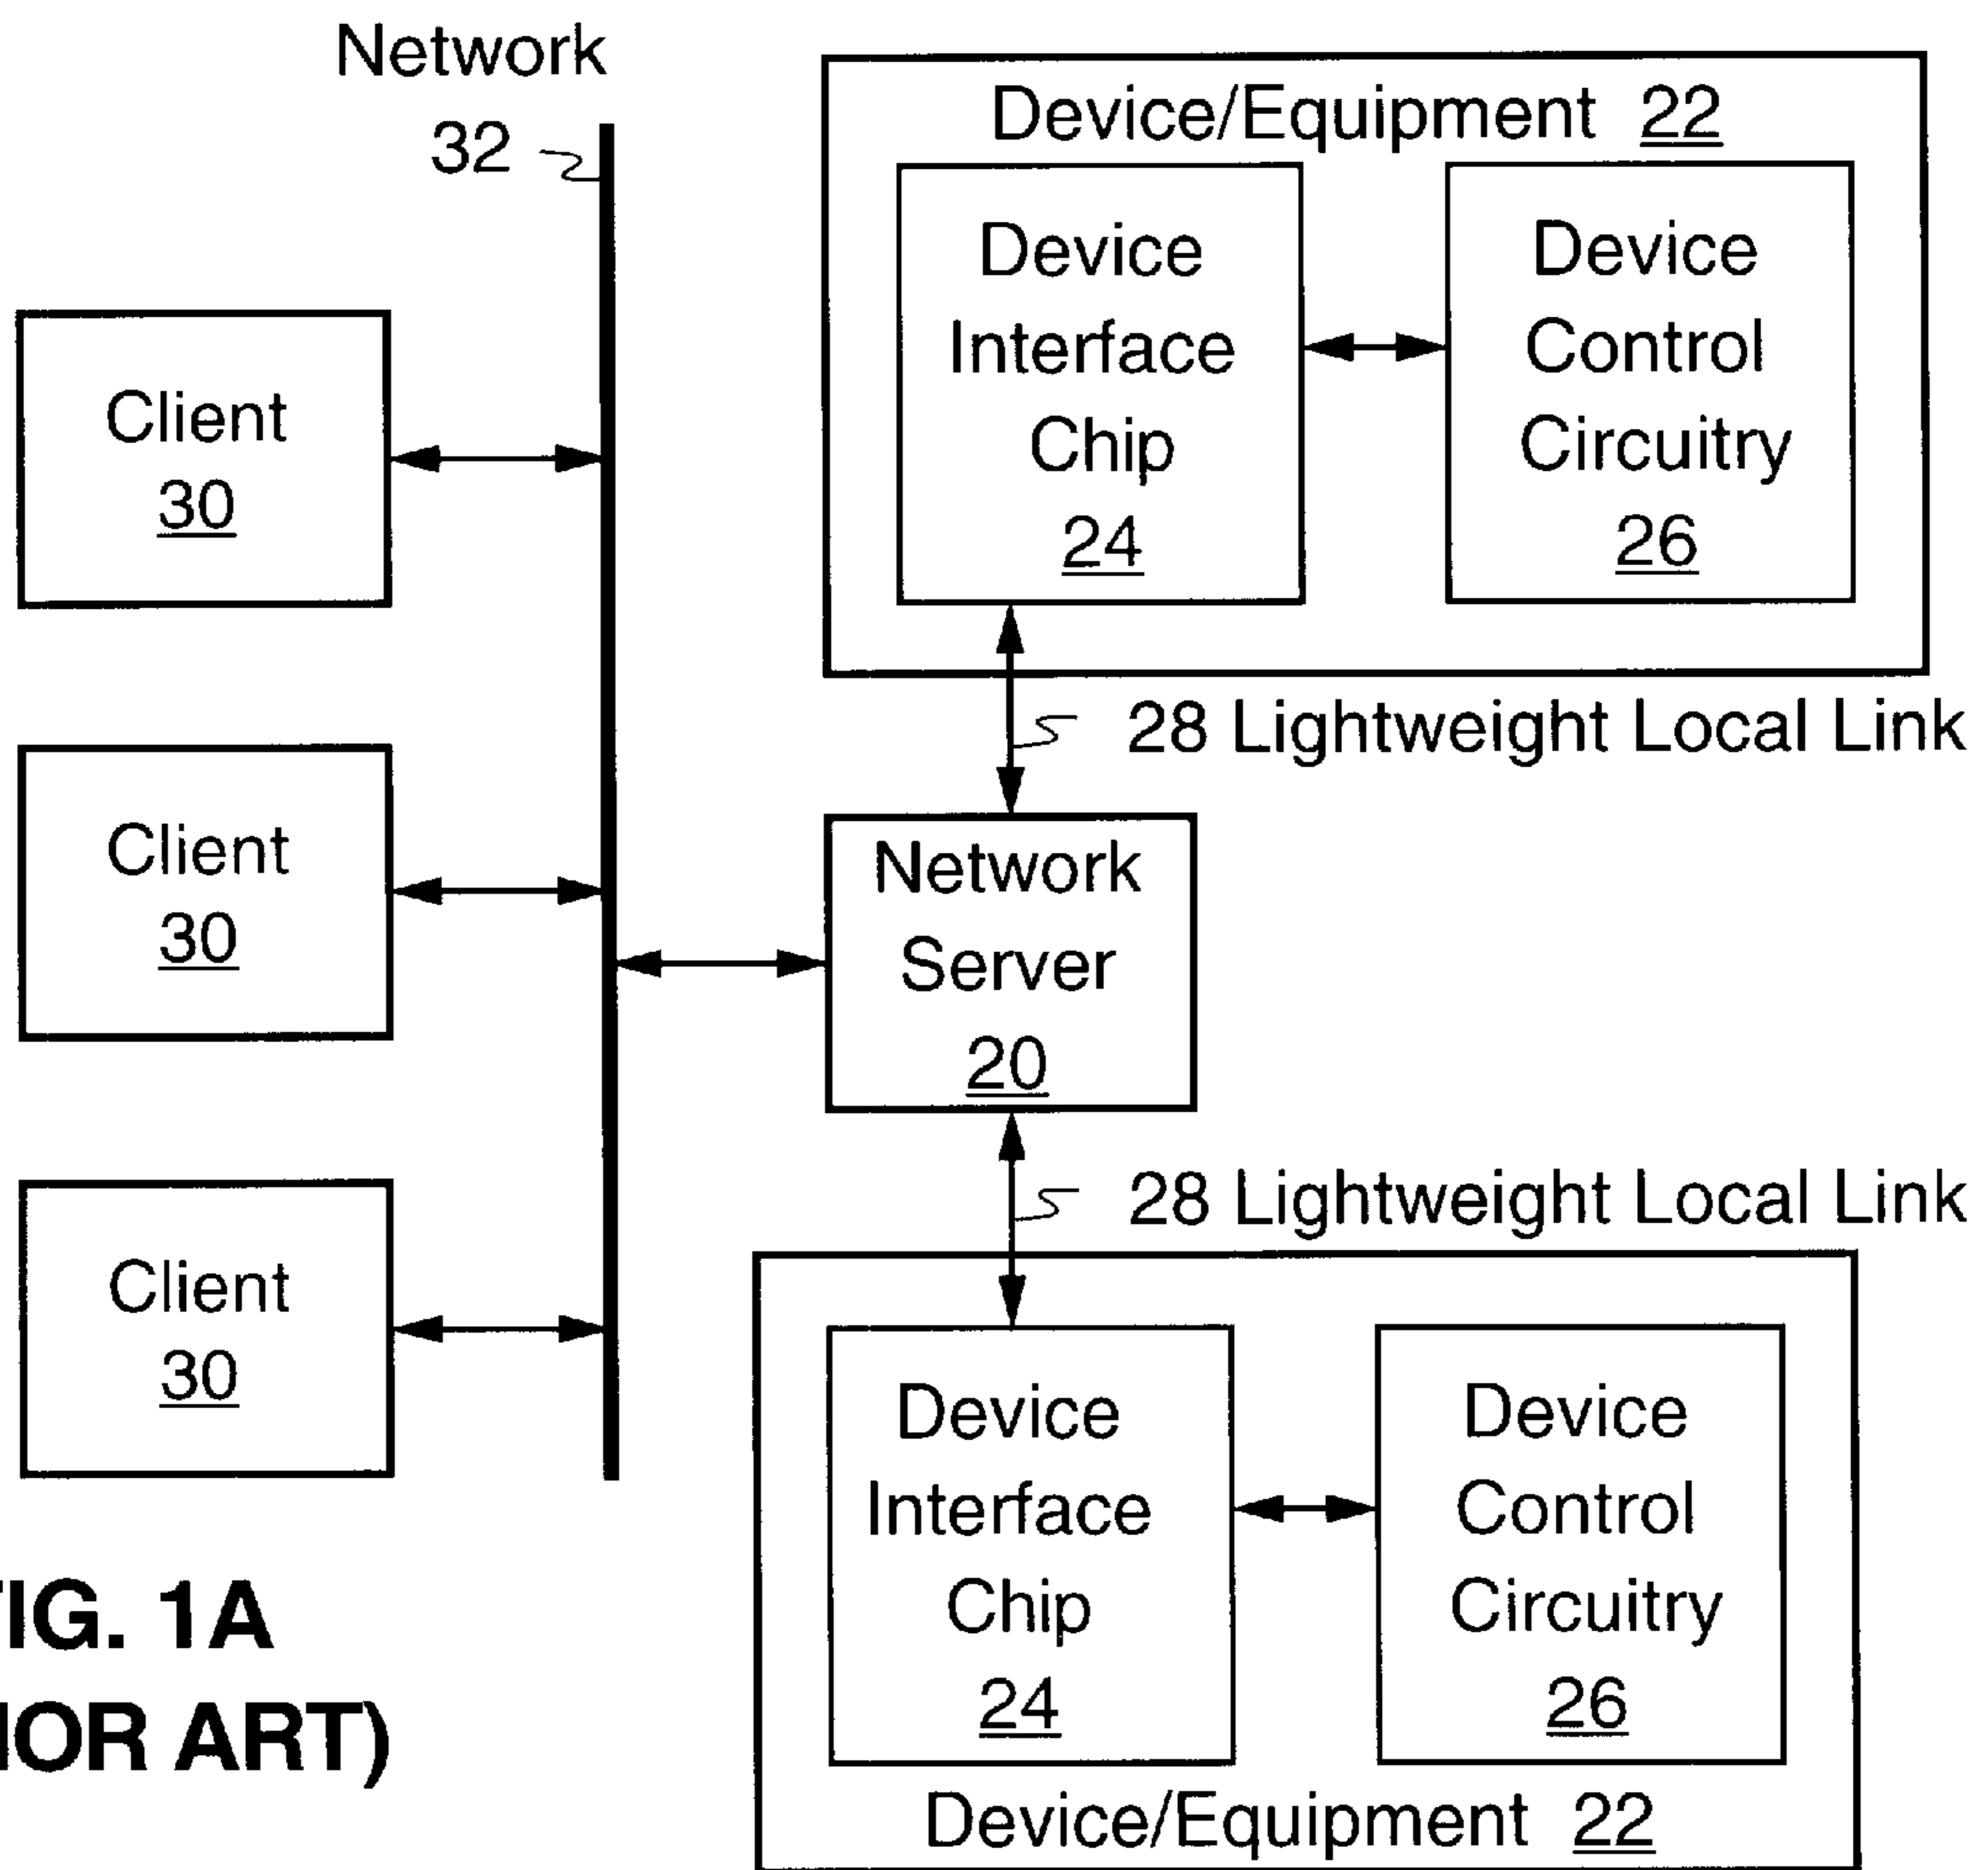 Network
32
Device/Equipment 22
Device
Interface
Chip
24
Device
Control
Circuitry
26
Client
30
28 Lightweight Local Link
Client
30
Network
Server
20
28 Lightweight Local Link
Client
30
Device
Interface
Chip
24
Device
Control
Circuitry
26
Device/Equipment 22
IG. 1A
IOR ART)